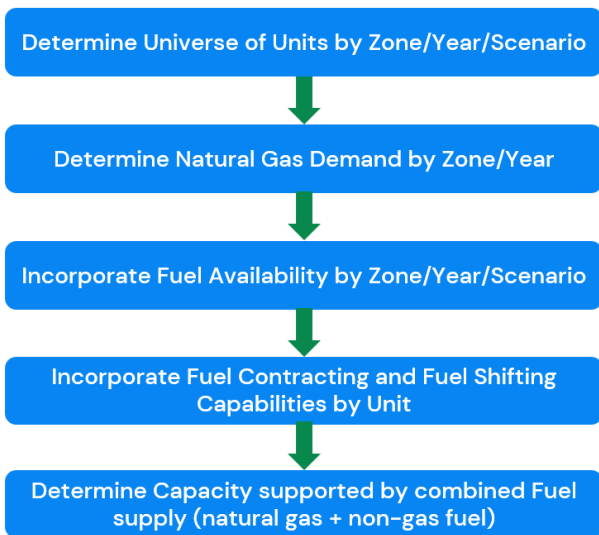 Determine Universe of Units by Zone/Year/Scenario
Determine Natural Gas Demand by Zone/Year
Incorporate Fuel Availability by Zone/Year/Scenario
Incorporate Fuel Contracting and Fuel Shifting
Capabilities by Unit
Determine Capacity supported by combined Fuel
supply (natural gas + non-gas fuel)